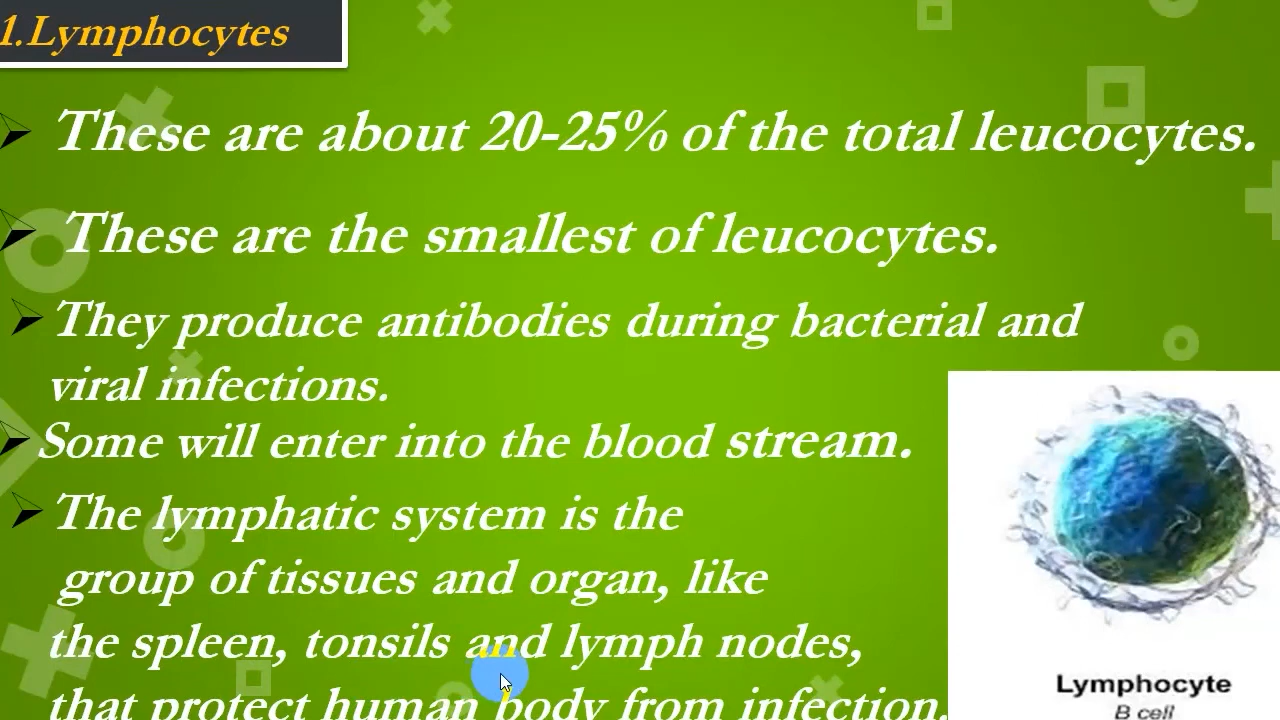 1.Lymphocytes
These are about 20-25% of the total leucocytes.
These are the smallest of leucocytes.
They produce antibodies during bacterial and
viral infections.
Some will enter into the blood stream.
The lymphatic system is the
group of tissues and organ, like
the spleen, tonsils and lymph nodes,
that protect human body from infection.
Lymphocyte
B cell